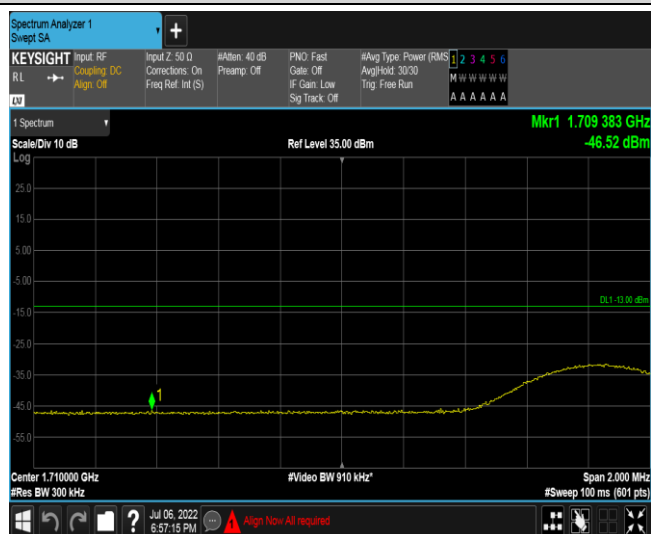 Spectrum Analyzer 1
Swept SA
KEYSIGHT
RL
LXI
Input: RF
Coupling: DC
Align: Off
Input Z: 50 Ω
Corrections: On
Freq Ref: Int (S)
#Atten: 40 dB
Preamp: Off
PNO: Fast
Gate: Off
IF Gain: Low
Sig Track: Off
#Avg Type: Power (RMS
Avg|Hold: 30/30
Trig: Free Run
1 2 3 4 5 6
M W W W W W
A A A A A A
1 Spectrum
Mkr1 1.709 383 GHz
Scale/Div 10 dB
Ref Level 35.00 dBm
-46.52 dBm
Log
25.0
15.0
5.00
-5.00
DL1 -13.00 dBm
-15.0
-25.0
-35.0
1
-45.0
-55.0
Center 1.710000 GHz
#Video BW 910 kHz*
Span 2.000 MHz
#Res BW 300 kHz
#Sweep 100 ms (601 pts)
?
Jul 06, 2022
6:57:15 PM
Align Now All required